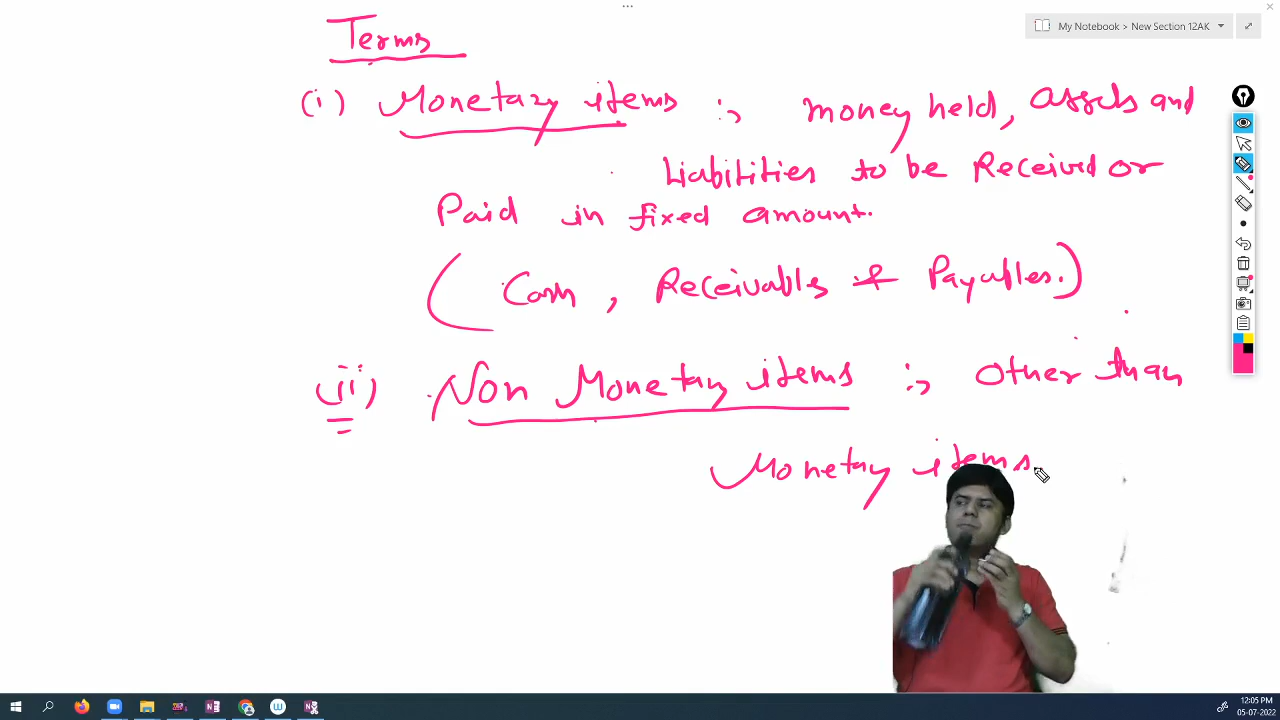 My Notebook > New Section 12AK
Terms
(i) Monetary items :- money held, Assets and
Liabilities to be Received or
Paid in fixed amount.
(Cash, Receivables & Payables.)
(ii) Non Monetary items :- Other than
Monetary items
12:05 PM
05-07-2022